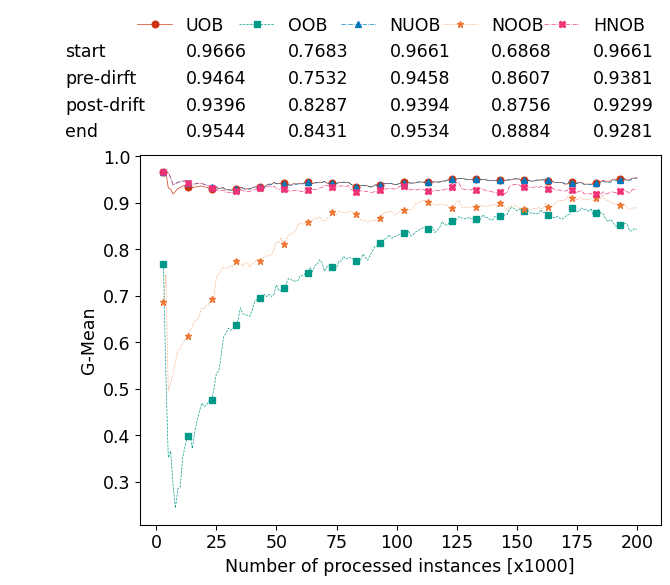 UOB OOB NUOB NOOB HNOB
start 0.9666 0.7683 0.9661 0.6868 0.9661
pre-dirft 0.9464 0.7532 0.9458 0.8607 0.9381
post-drift 0.9396 0.8287 0.9394 0.8756 0.9299
end 0.9544 0.8431 0.9534 0.8884 0.9281
1.0
0.9
0.8
0.7
0.6
0.5
0.4
0.3
G-Mean
0 25 50 75 100 125 150 175 200
Number of processed instances [x1000]